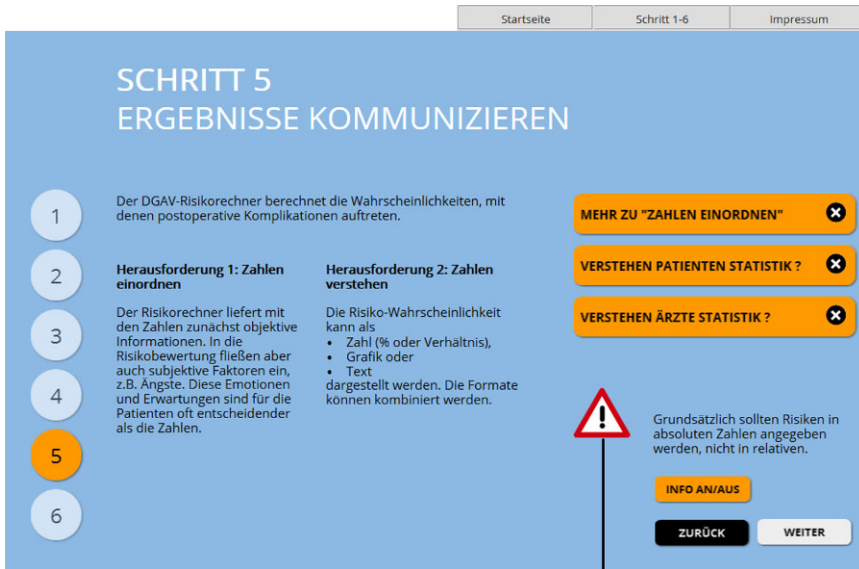 Startseite
Schritt 1-6
Impressum
SCHRITT 5
ERGEBNISSE KOMMUNIZIEREN
1
2
3
4
5
6
Der DGAV-Risikorechner berechnet die Wahrscheinlichkeiten, mit
denen postoperative Komplikationen auftreten.
Herausforderung 1: Zahlen
einordnen
Der Risikorechner liefert mit
den Zahlen zunächst objektive
Informationen. In die
Risikobewertung fließen aber
auch subjektive Faktoren ein,
z.B. Ängste. Diese Emotionen
und Erwartungen sind für die
Patienten oft entscheidender
als die Zahlen.
Herausforderung 2: Zahlen
verstehen
Die Risiko-Wahrscheinlichkeit
kann als
• Zahl (% oder Verhältnis),
• Grafik oder
• Text
dargestellt werden. Die Formate
können kombiniert werden.
MEHR ZU "ZAHLEN EINORDNEN"
VERSTEHEN PATIENTEN STATISTIK ?
VERSTEHEN ÄRZTE STATISTIK ?
!
Grundsätzlich sollten Risiken in
absoluten Zahlen angegeben
werden, nicht in relativen.
INFO AN/AUS
ZURÜCK
WEITER